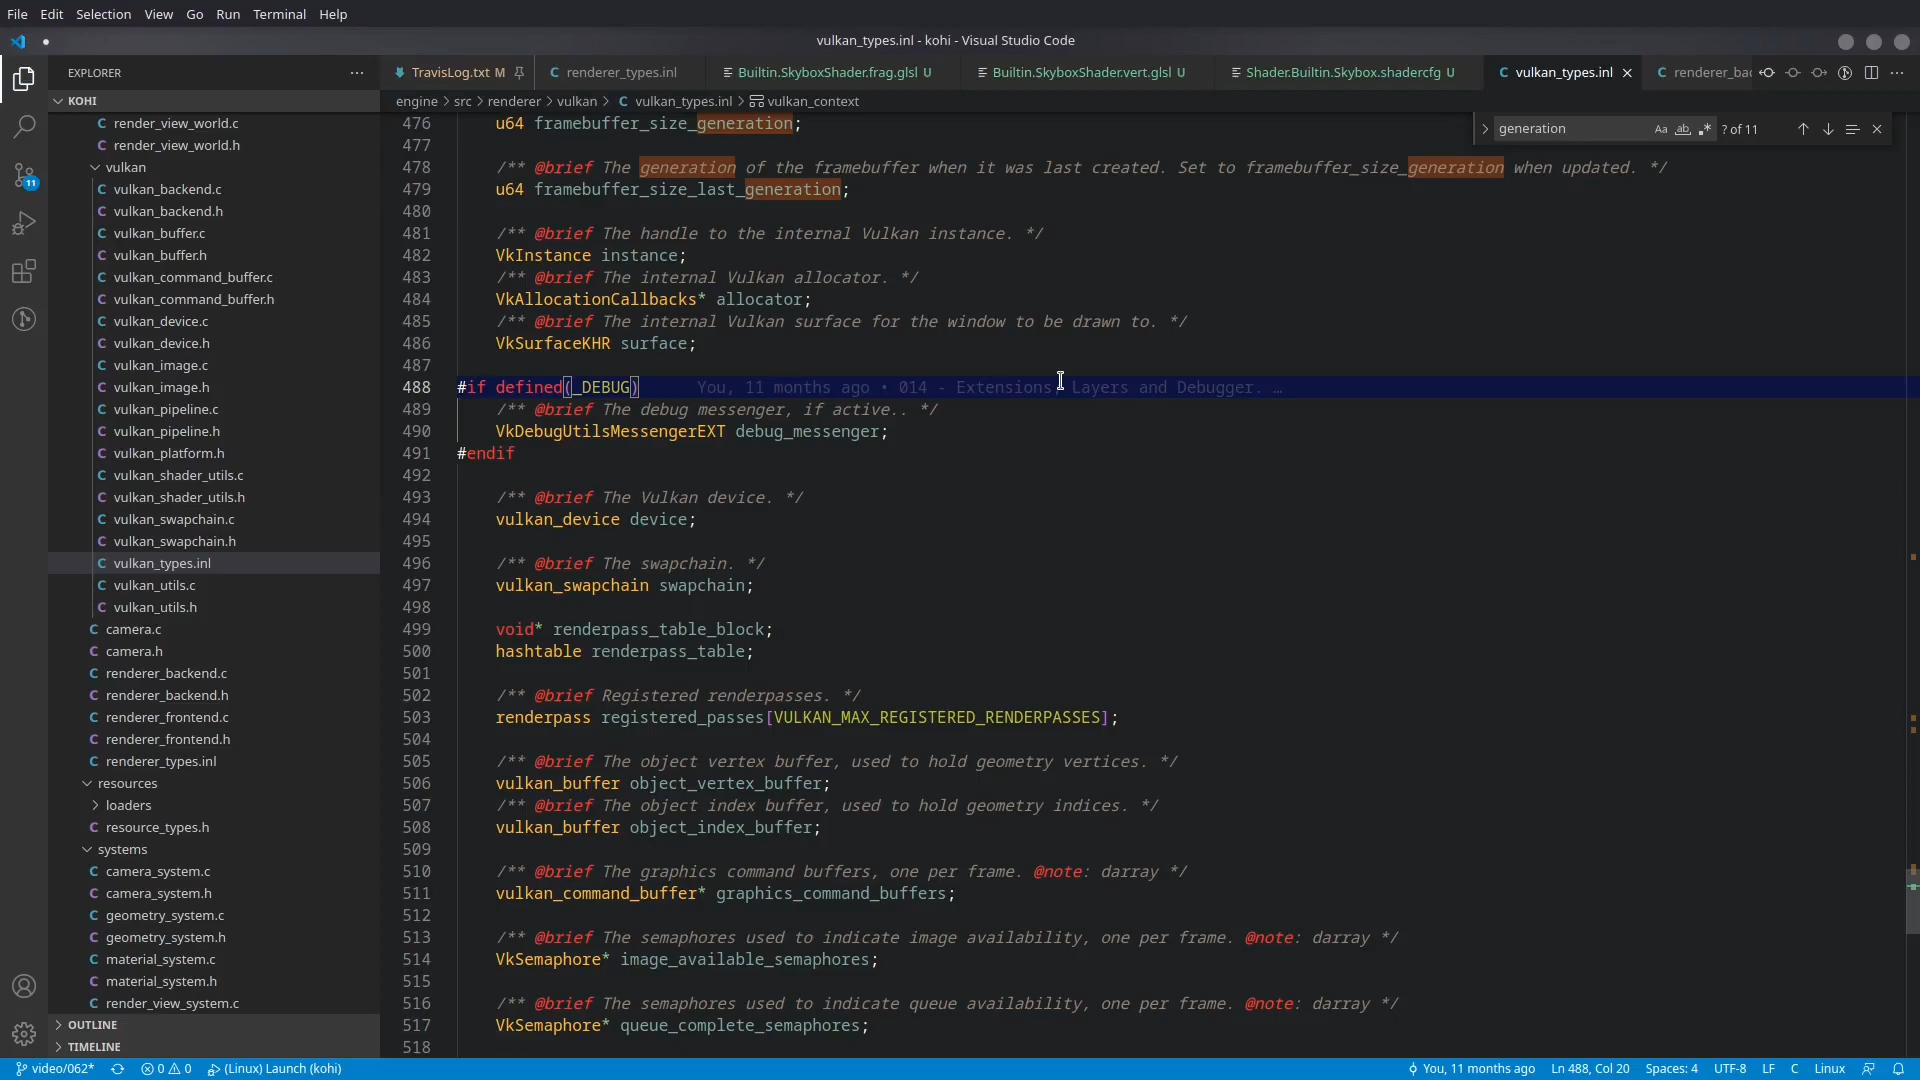 File Edit Selection View Go Run Terminal Help
vulkan_types.inl - kohi - Visual Studio Code
EXPLORER
TravisLog.txt M
renderer_types.inl
Builtin.SkyboxShader.frag.glsl U
Builtin.SkyboxShader.vert.glsl U
Shader.Builtin.Skybox.shadercfg U
vulkan_types.inl
renderer_bac
KOHI
engine > src > renderer > vulkan > C vulkan_types.inl > vulkan_context
generation Aa ab ? of 11
C render_view_world.c
C render_view_world.h
vulkan
C vulkan_backend.c
C vulkan_backend.h
C vulkan_buffer.c
C vulkan_buffer.h
C vulkan_command_buffer.c
C vulkan_command_buffer.h
C vulkan_device.c
C vulkan_device.h
C vulkan_image.c
C vulkan_image.h
C vulkan_pipeline.c
C vulkan_pipeline.h
C vulkan_platform.h
C vulkan_shader_utils.c
C vulkan_shader_utils.h
C vulkan_swapchain.c
C vulkan_swapchain.h
C vulkan_types.inl
C vulkan_utils.c
C vulkan_utils.h
C camera.c
C camera.h
C renderer_backend.c
C renderer_backend.h
C renderer_frontend.c
C renderer_frontend.h
C renderer_types.inl
resources
loaders
C resource_types.h
systems
C camera_system.c
C camera_system.h
C geometry_system.c
C geometry_system.h
C material_system.c
C material_system.h
C render_view_system.c
OUTLINE
TIMELINE
11
476 u64 framebuffer_size_generation;
477
478 /** @brief The generation of the framebuffer when it was last created. Set to framebuffer_size_generation when updated. */
479 u64 framebuffer_size_last_generation;
480
481 /** @brief The handle to the internal Vulkan instance. */
482 VkInstance instance;
483 /** @brief The internal Vulkan allocator. */
484 VkAllocationCallbacks* allocator;
485 /** @brief The internal Vulkan surface for the window to be drawn to. */
486 VkSurfaceKHR surface;
487
488 #if defined(_DEBUG) You, 11 months ago • 014 - Extensions, Layers and Debugger. …
489 /** @brief The debug messenger, if active.. */
490 VkDebugUtilsMessengerEXT debug_messenger;
491 #endif
492
493 /** @brief The Vulkan device. */
494 vulkan_device device;
495
496 /** @brief The swapchain. */
497 vulkan_swapchain swapchain;
498
499 void* renderpass_table_block;
500 hashtable renderpass_table;
501
502 /** @brief Registered renderpasses. */
503 renderpass registered_passes[VULKAN_MAX_REGISTERED_RENDERPASSES];
504
505 /** @brief The object vertex buffer, used to hold geometry vertices. */
506 vulkan_buffer object_vertex_buffer;
507 /** @brief The object index buffer, used to hold geometry indices. */
508 vulkan_buffer object_index_buffer;
509
510 /** @brief The graphics command buffers, one per frame. @note: darray */
511 vulkan_command_buffer* graphics_command_buffers;
512
513 /** @brief The semaphores used to indicate image availability, one per frame. @note: darray */
514 VkSemaphore* image_available_semaphores;
515
516 /** @brief The semaphores used to indicate queue availability, one per frame. @note: darray */
517 VkSemaphore* queue_complete_semaphores;
518
video/062* 0 0 (Linux) Launch (kohi) You, 11 months ago Ln 488, Col 20 Spaces: 4 UTF-8 LF C Linux